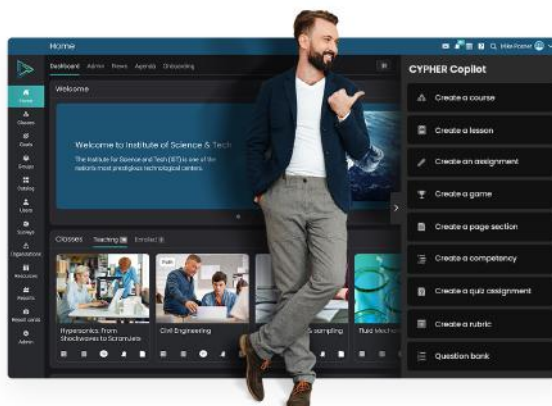 Home
Mike Posner
Dashboard Admin News Agenda Onboarding
Home
Classes
Goals
Groups
Catalog
Users
Surveys
Organizations
Resources
Reports
Report cards
Admin
Welcome
Welcome to Institute of Science & Tech
The Institute for Science and Tech (IST) is one of the
nation's most prestigious technological centers.
Classes Teaching Enrolled
Path
Hypersonics: From
Shockwaves to ScramJets
Civil Engineering
& sampling
Fluid Mechani
CYPHER Copilot
Create a course
Create a lesson
Create an assignment
Create a game
Create a page section
Create a competency
Create a quiz assignment
Create a rubric
Question bank